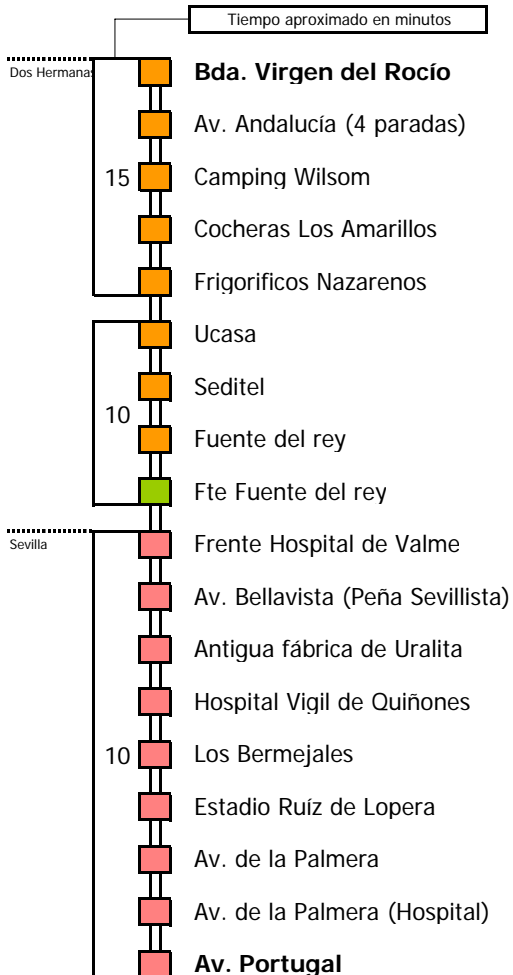 Tiempo aproximado en minutos
Dos Hermanas
Bda. Virgen del Rocío
Av. Andalucía (4 paradas)
15
Camping Wilsom
Cocheras Los Amarillos
Frigorificos Nazarenos
Ucasa
Seditel
10
Fuente del rey
Fte Fuente del rey
Sevilla
Frente Hospital de Valme
Av. Bellavista (Peña Sevillista)
Antigua fábrica de Uralita
Hospital Vigil de Quiñones
10
Los Bermejales
Estadio Ruíz de Lopera
Av. de la Palmera
Av. de la Palmera (Hospital)
Av. Portugal